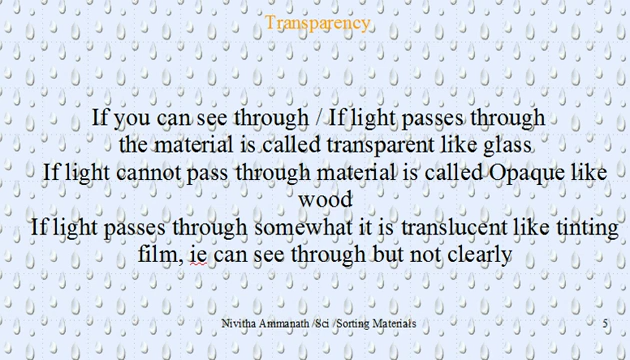 Transparency
If you can see through / If light passes through
the material is called transparent like glass
If light cannot pass through material is called Opaque like
wood
If light passes through somewhat it is translucent like tinting
film, ie can see through but not clearly
Nivitha Ammanath /Sci /Sorting Materials
5